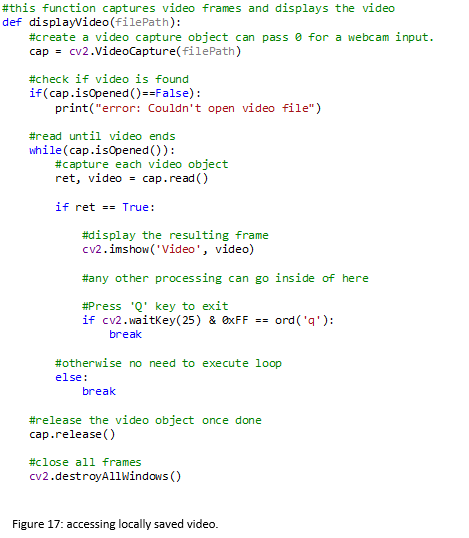 #this function captures video frames and displays the video
def displayVideo(filePath):
    #create a video capture object can pass 0 for a webcam input.
    cap = cv2.VideoCapture(filePath)

    #check if video is found
    if(cap.isOpened()==False):
        print("error: Couldn't open video file")

    #read until video ends
    while(cap.isOpened()):
        #capture each video object
        ret, video = cap.read()

        if ret == True:

            #display the resulting frame
            cv2.imshow('Video', video)

            #any other processing can go inside of here

            #Press 'Q' key to exit
            if cv2.waitKey(25) & 0xFF == ord('q'):
                break

        #otherwise no need to execute loop
        else:
            break

    #release the video object once done
    cap.release()

    #close all frames
    cv2.destroyAllWindows()

Figure 17: accessing locally saved video.